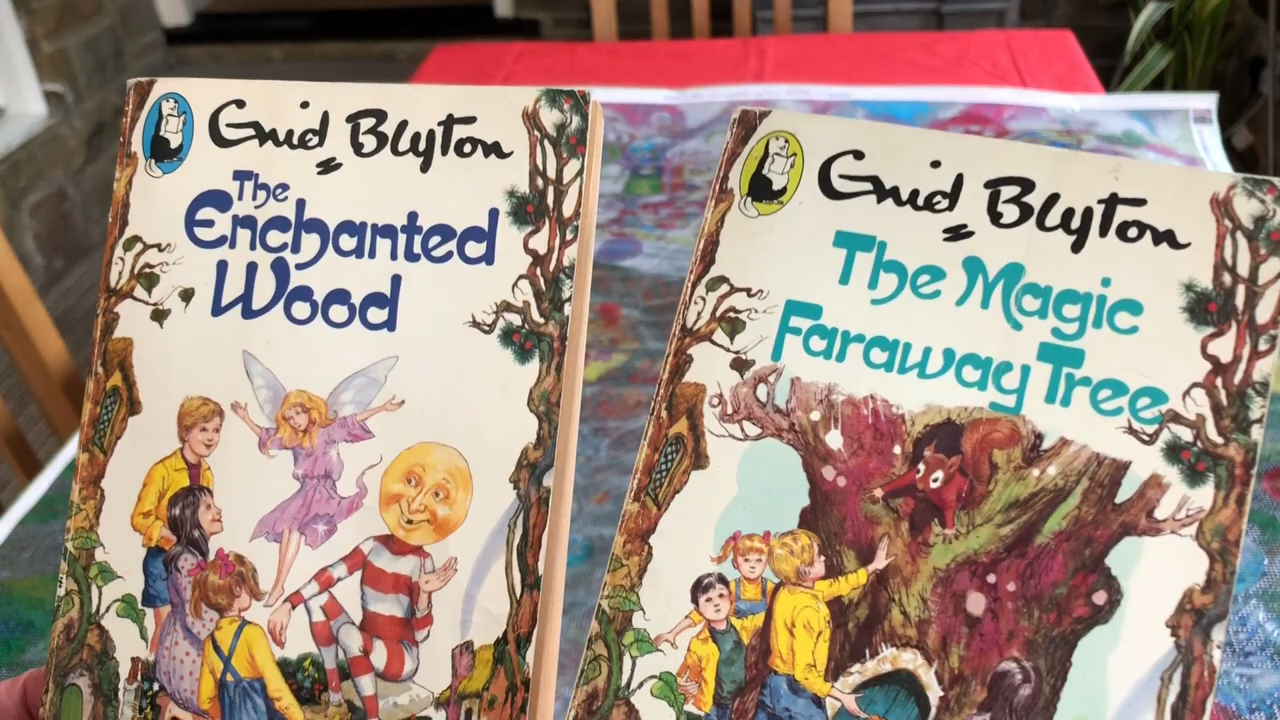 Enid Blyton
The
Enchanted
Wood
Enid Blyton
The Magic
Faraway Tree